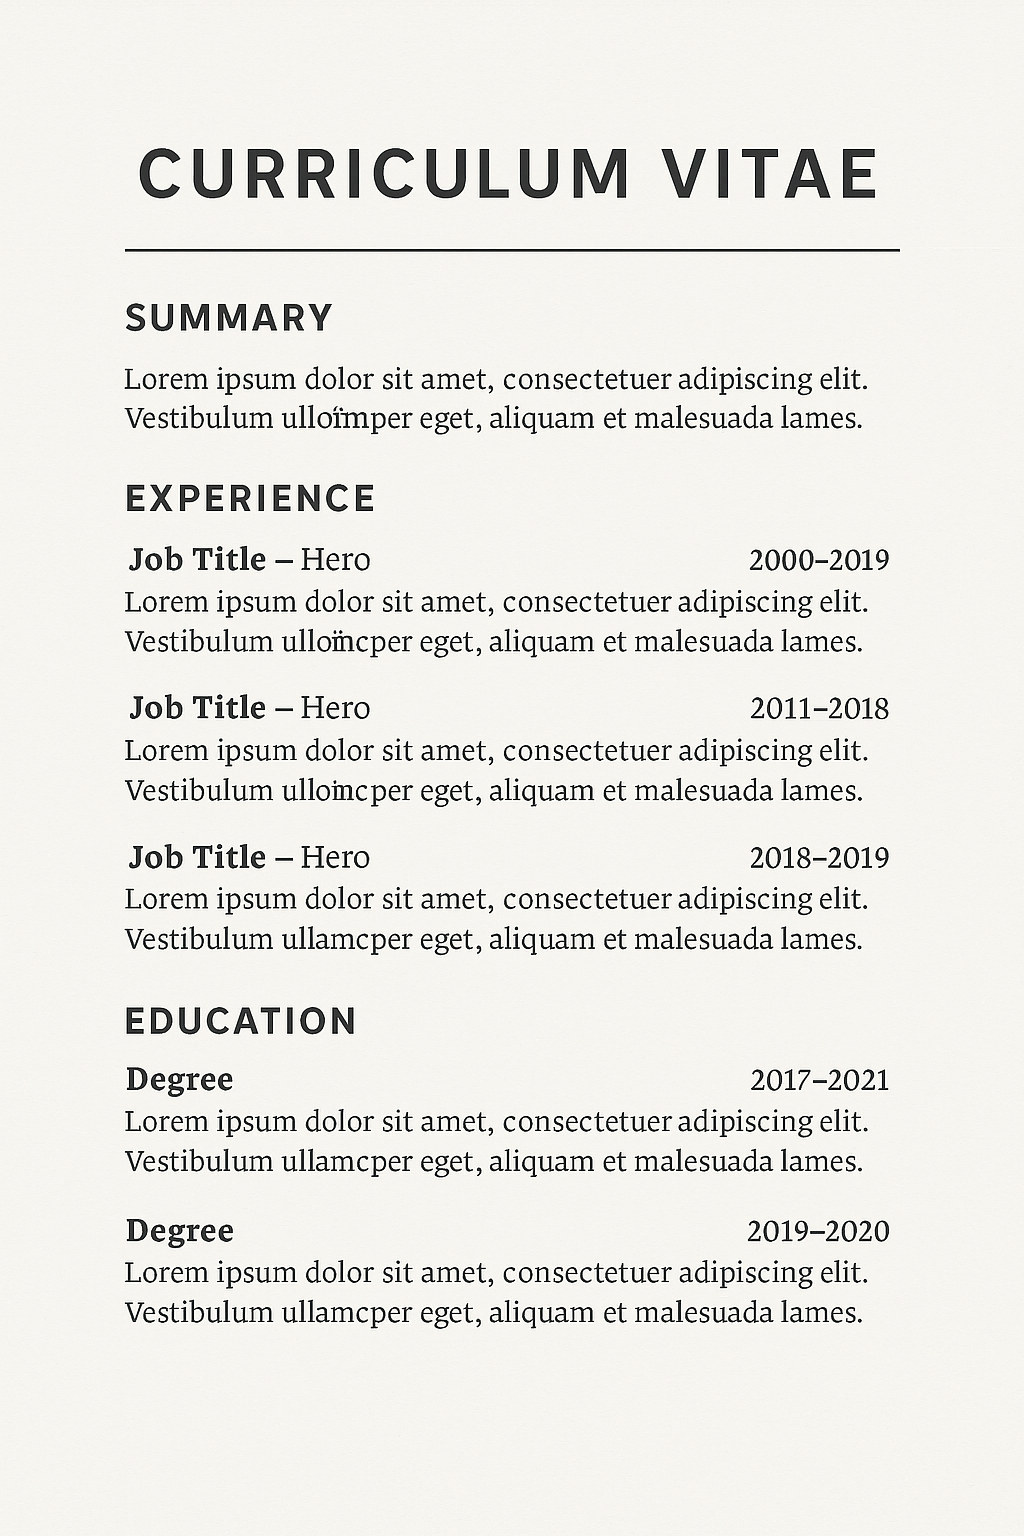 CURRICULUM VITAE
SUMMARY
Lorem ipsum dolor sit amet, consectetuer adipiscing elit.
Vestibulum eget, aliquam et malesuada lames.
EXPERIENCE
Job Title – Hero 2000–2019
Lorem ipsum dolor sit amet, consectetuer adipiscing elit.
Vestibulum eget, aliquam et malesuada lames.
Job Title – Hero 2011–2018
Lorem ipsum dolor sit amet, consectetuer adipiscing elit.
Vestibulum eget, aliquam et malesuada lames.
Job Title – Hero 2018–2019
Lorem ipsum dolor sit amet, consectetuer adipiscing elit.
Vestibulum ullamcper eget, aliquam et malesuada lames.
EDUCATION
Degree 2017–2021
Lorem ipsum dolor sit amet, consectetuer adipiscing elit.
Vestibulum ullamcper eget, aliquam et malesuada lames.
Degree 2019–2020
Lorem ipsum dolor sit amet, consectetuer adipiscing elit.
Vestibulum ullamcper eget, aliquam et malesuada lames.